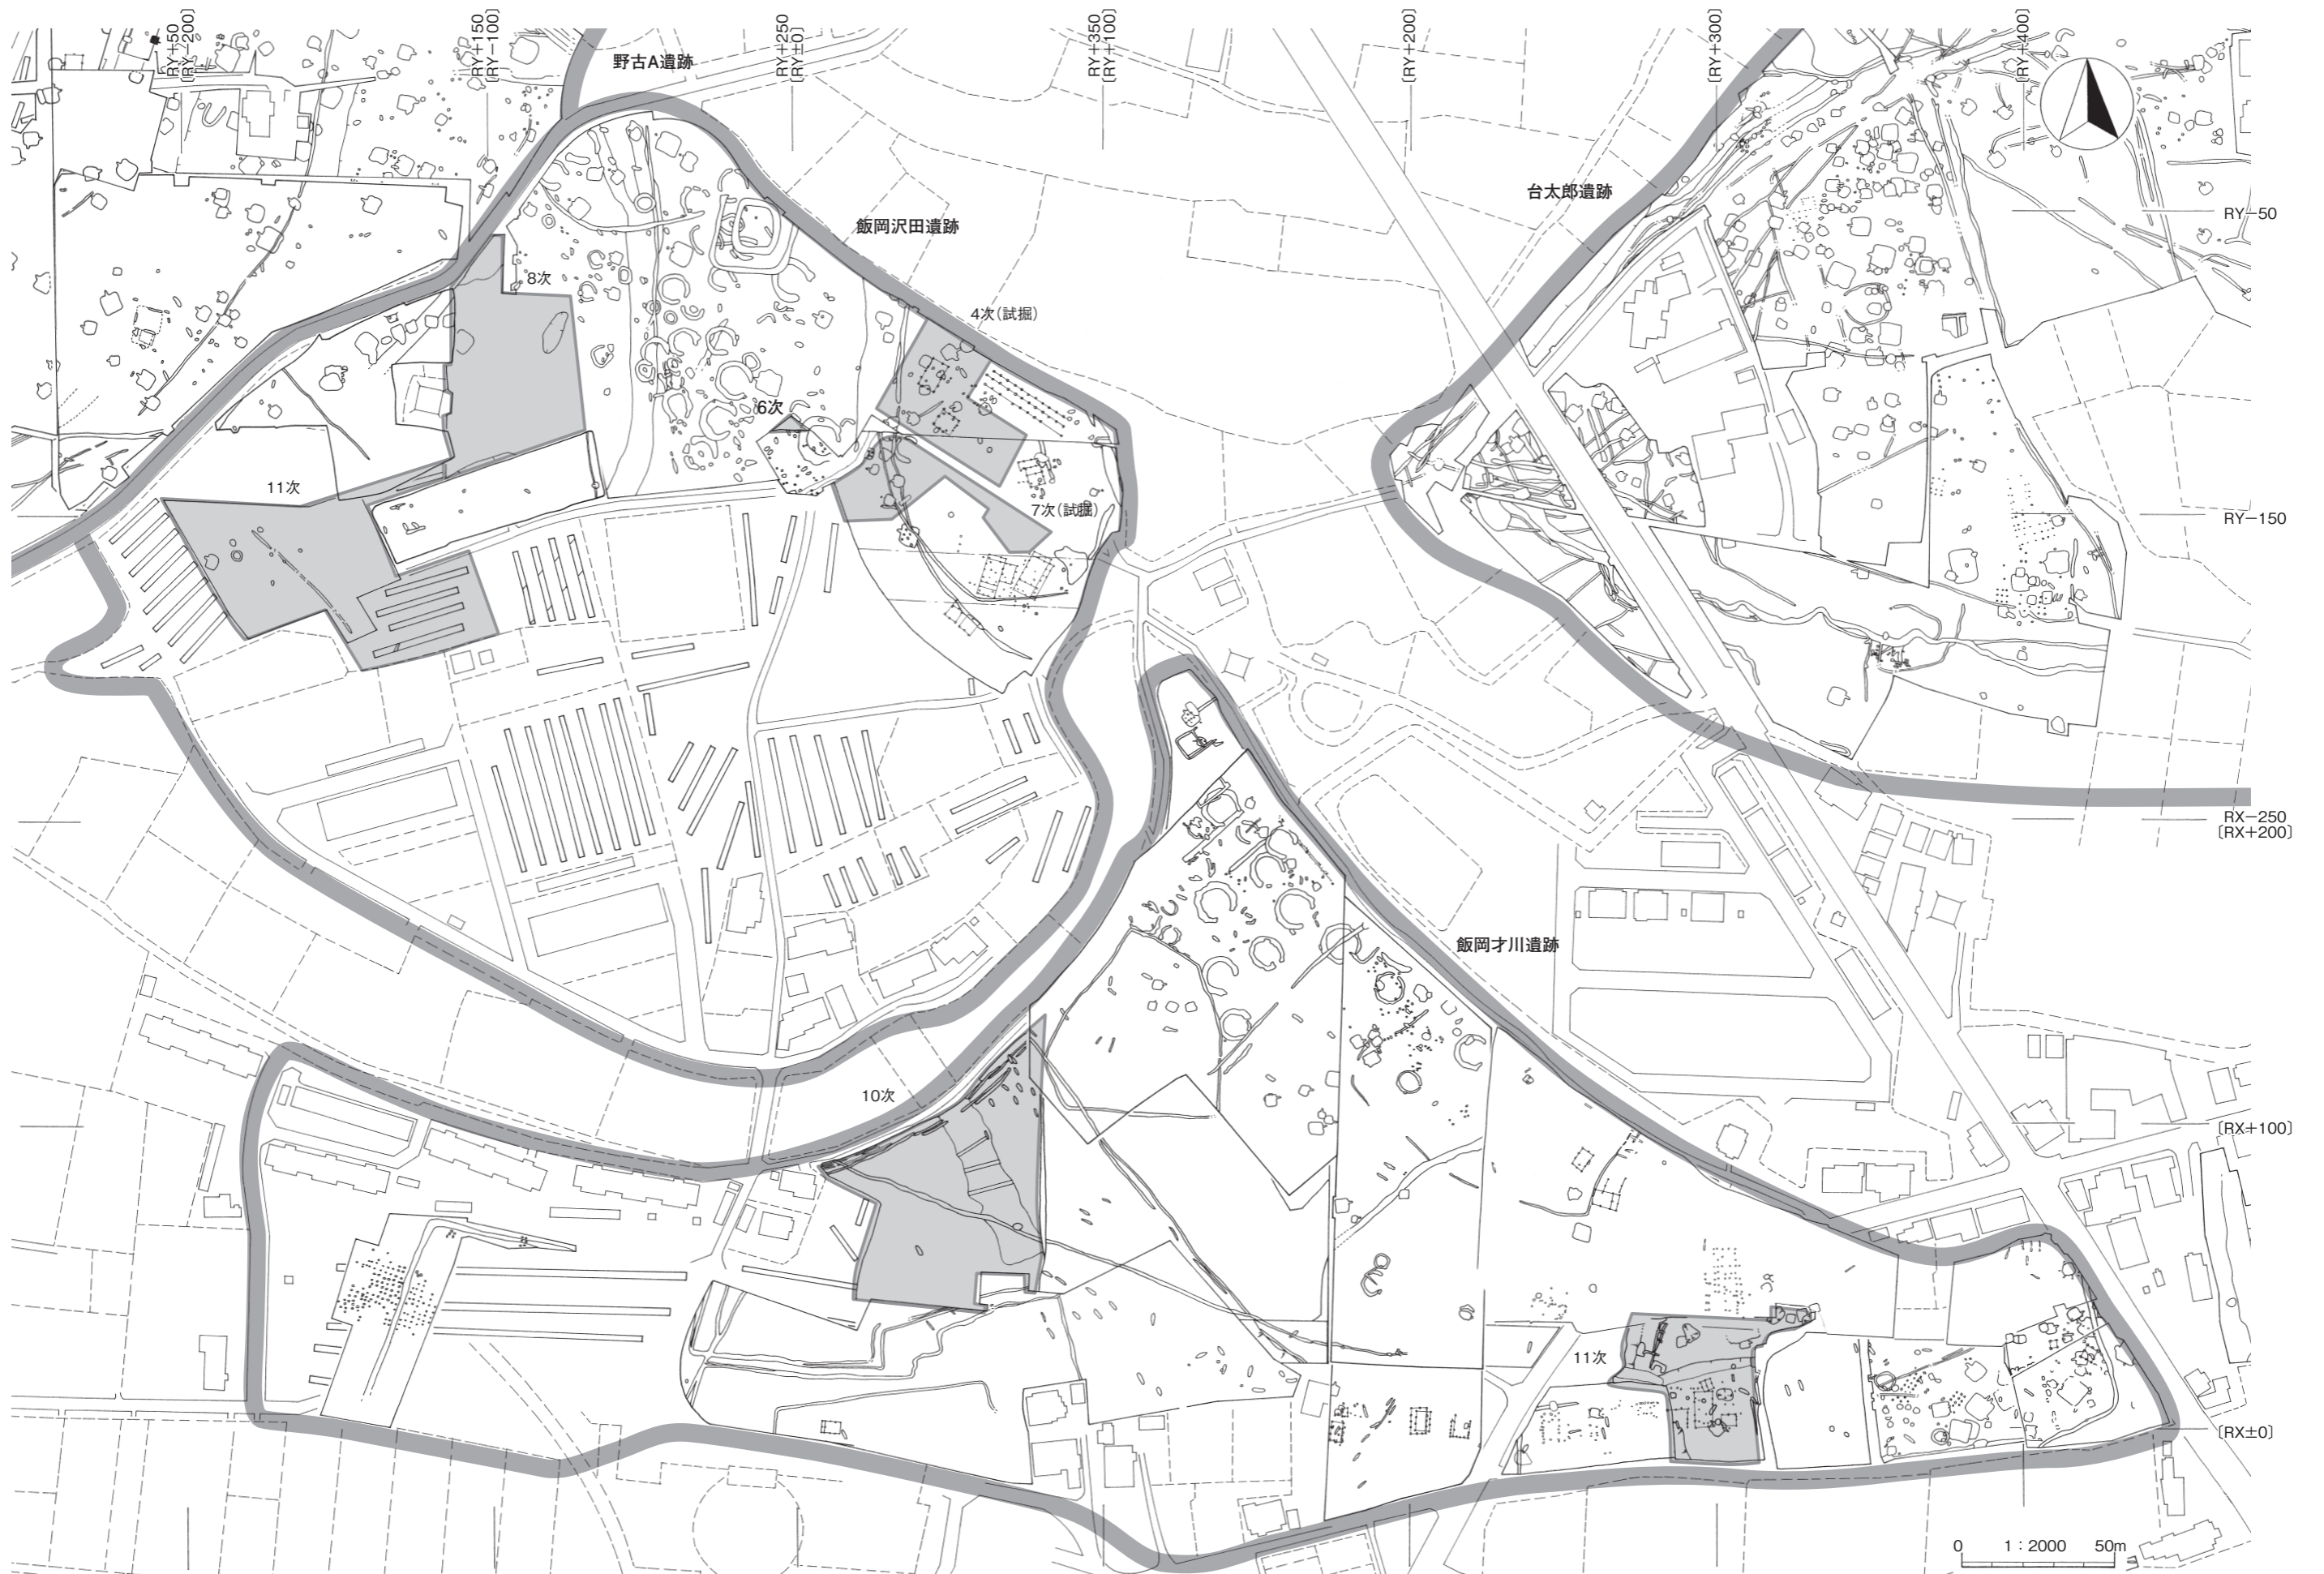 RY+50
〔RY−200〕
RY+150
〔RY−100〕
RY+250
〔RY±0〕
RY+350
〔RY+100〕
〔RY+200〕
〔RY+300〕
〔RY+400〕
野古A遺跡
台太郎遺跡
飯岡沢田遺跡
RY−50
8次
4次(試掘)
6次
11次
7次(試掘)
RY−150
RX−250
〔RX+200〕
飯岡才川遺跡
10次
〔RX+100〕
11次
〔RX±0〕
0 1:2000 50m